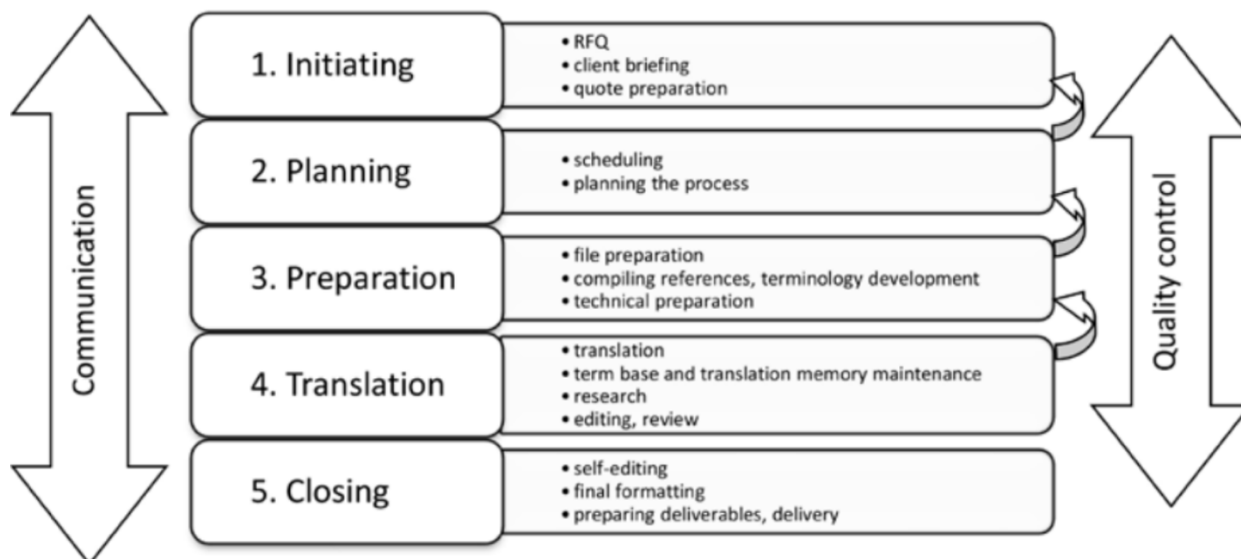 Communication
1. Initiating
• RFQ
• client briefing
• quote preparation
2. Planning
• scheduling
• planning the process
3. Preparation
• file preparation
• compiling references, terminology development
• technical preparation
4. Translation
• translation
• term base and translation memory maintenance
• research
• editing, review
5. Closing
• self-editing
• final formatting
• preparing deliverables, delivery
Quality control